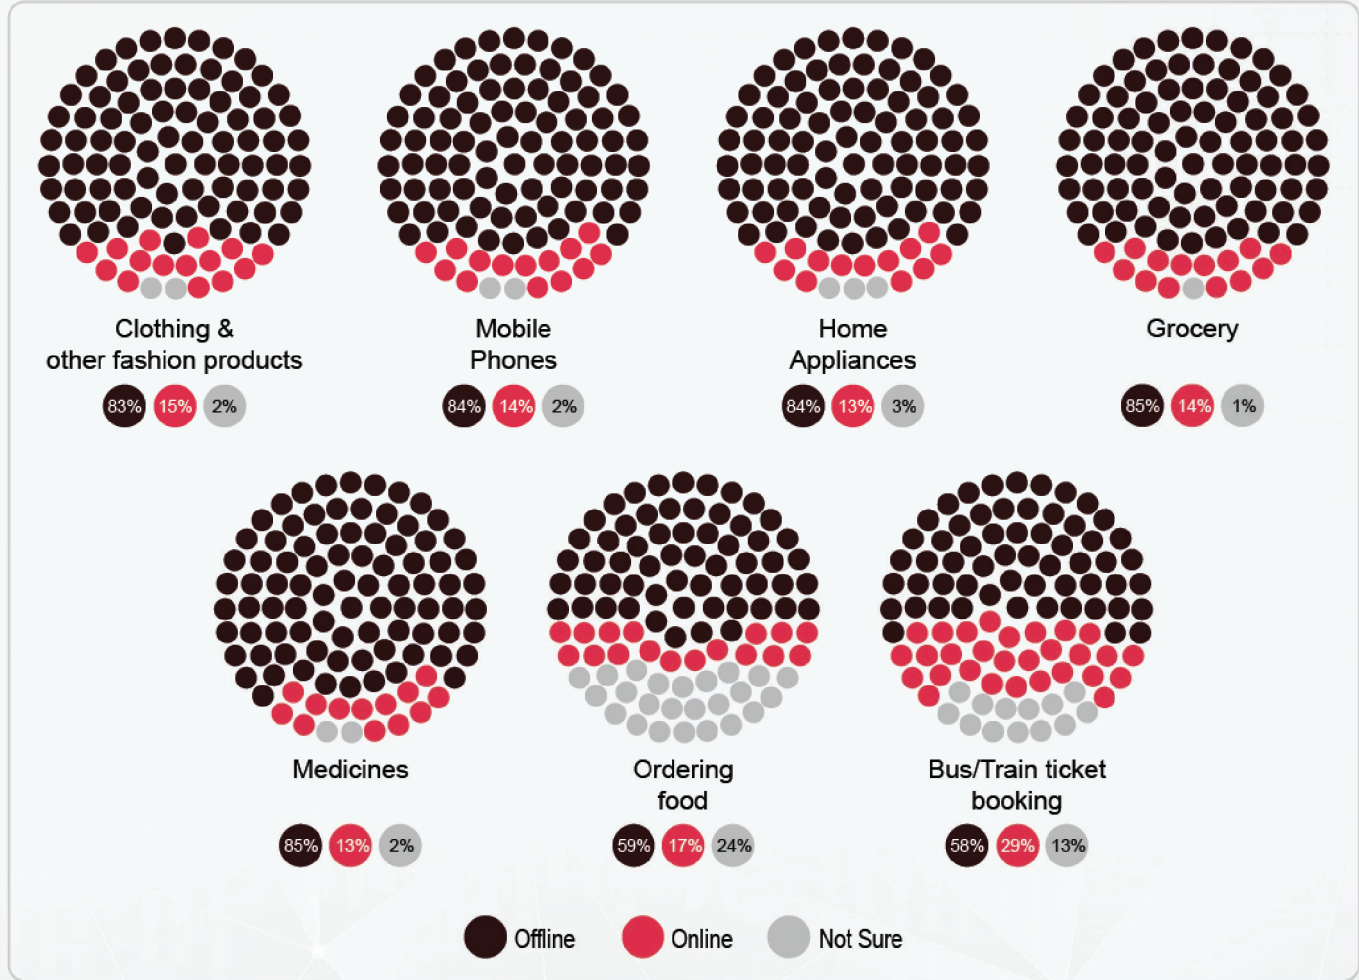 Clothing &
other fashion products
83% 15% 2%
Mobile
Phones
84% 14% 2%
Home
Appliances
84% 13% 3%
Grocery
85% 14% 1%
Medicines
85% 13% 2%
Ordering
food
59% 17% 24%
Bus/Train ticket
booking
58% 29% 13%
Offline Online Not Sure